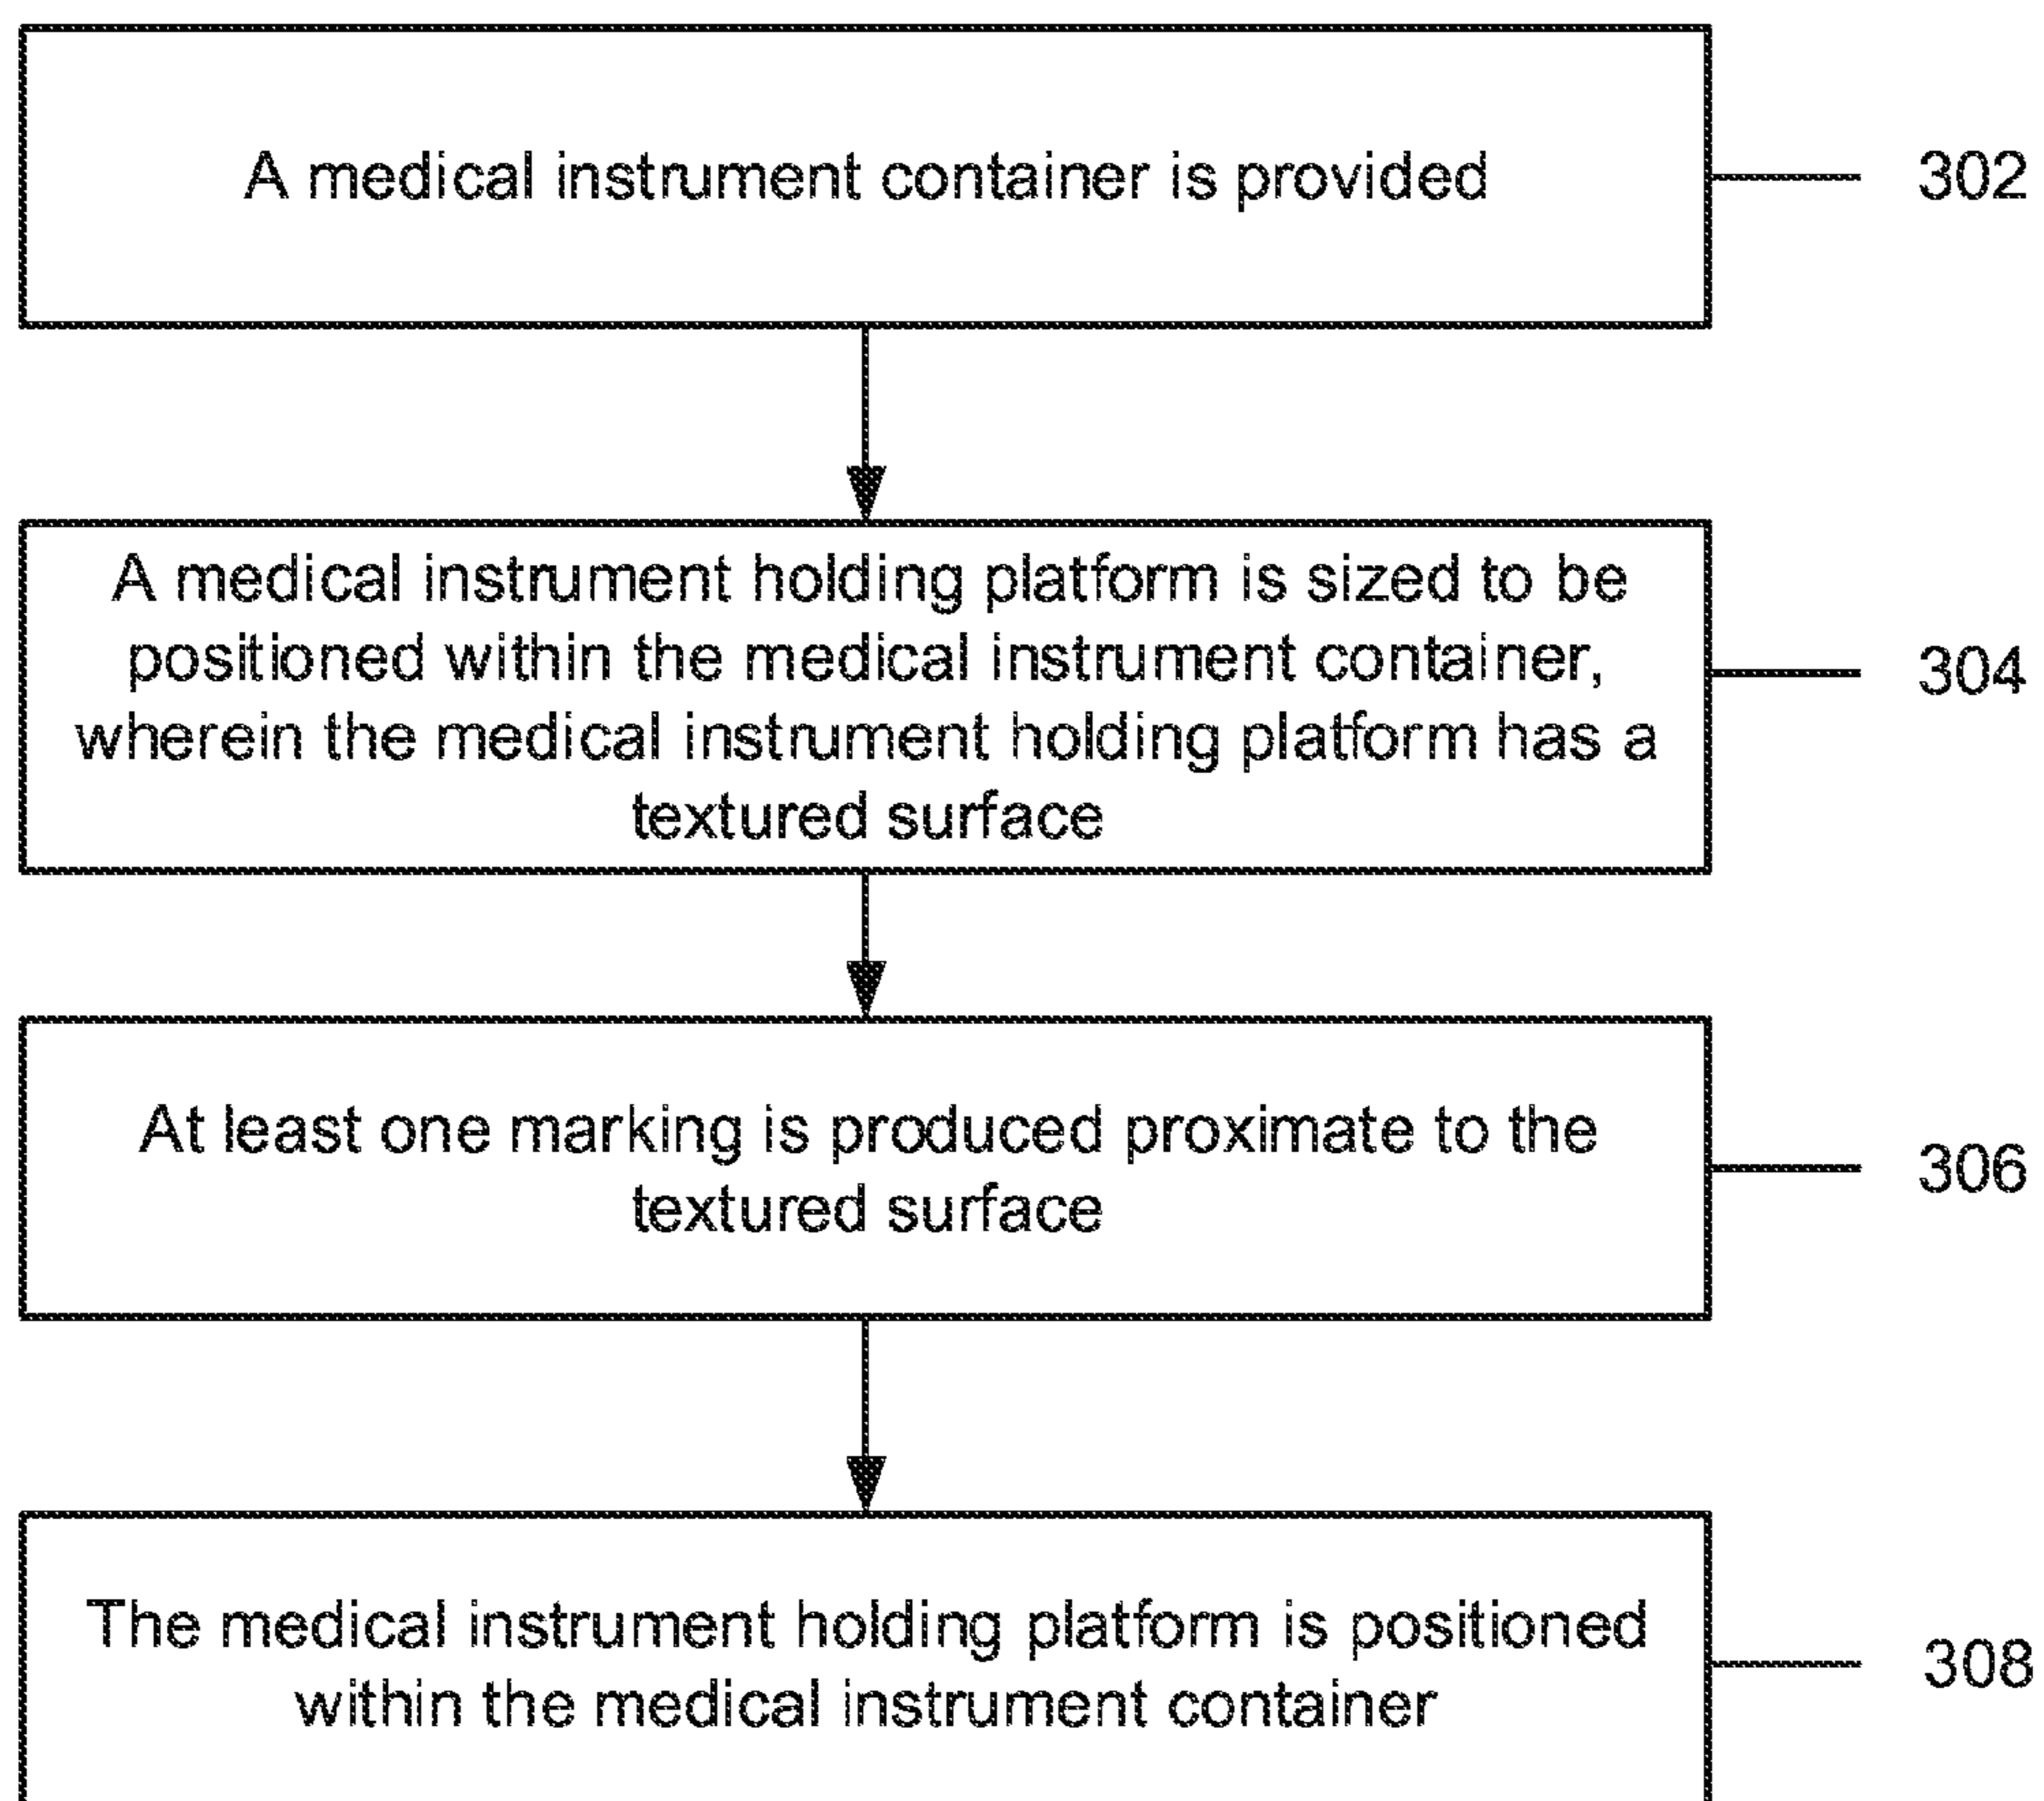 A medical instrument container is provided
302
A medical instrument holding platform is sized to be
positioned within the medical instrument container,
wherein the medical instrument holding platform has a
textured surface
304
At least one marking is produced proximate to the
textured surface
306
The medical instrument holding platform is positioned
within the medical instrument container
308